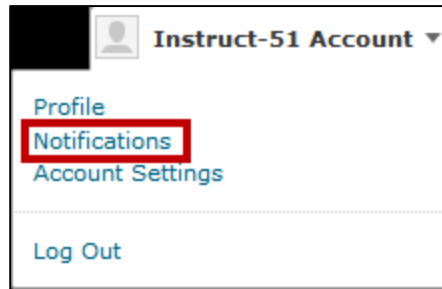 Instruct-51 Account
Profile
Notifications
Account Settings
Log Out